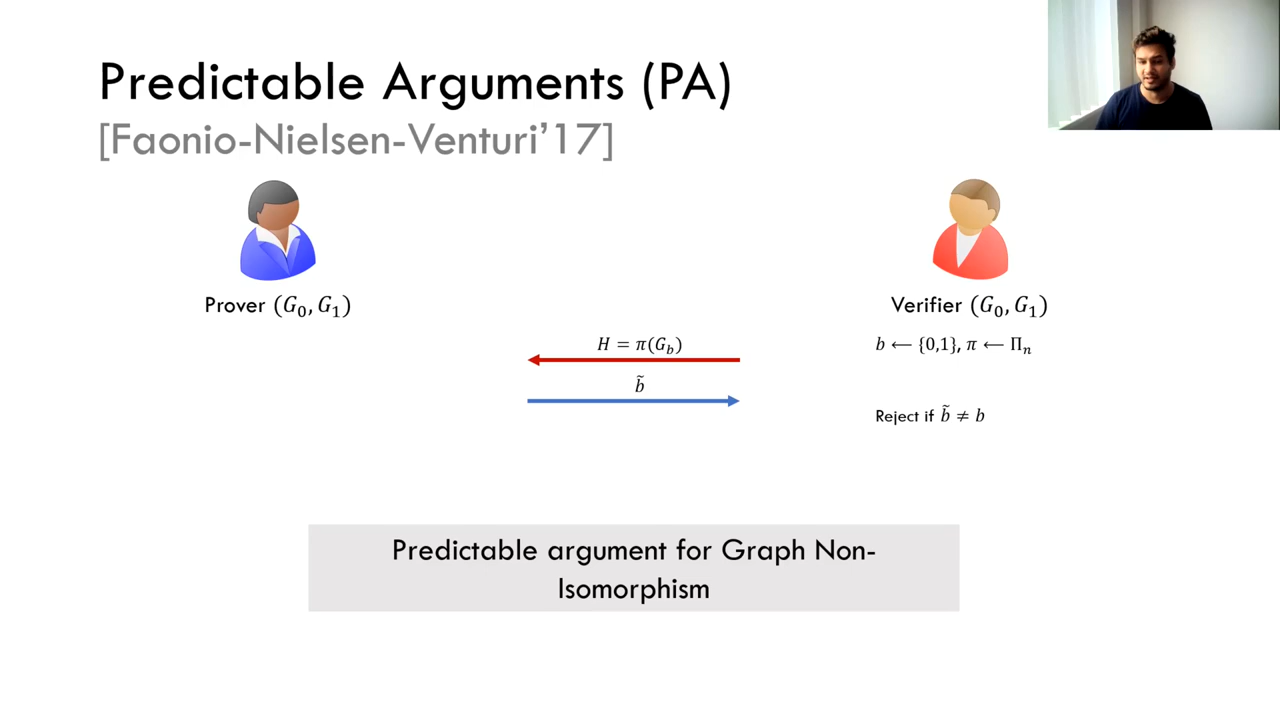 Predictable Arguments (PA)
[Faonio-Nielsen-Venturi’17]
Prover (G₀, G₁)
Verifier (G₀, G₁)
H = π(G_b)
b ⟵ {0,1}, π ⟵ Π_n
b̃
Reject if b̃ ≠ b
Predictable argument for Graph Non-
Isomorphism